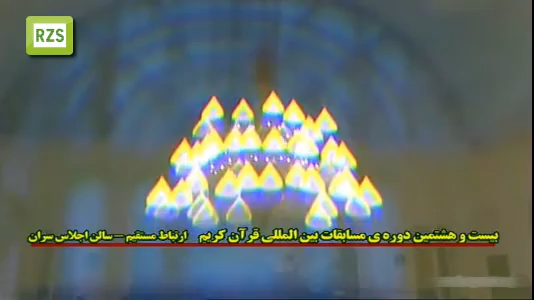 RZS
بیست و هشتمین دوره ی مسابقات بین المللی قرآن کریم ارتباط مستقیم - سالن اجلاس سران